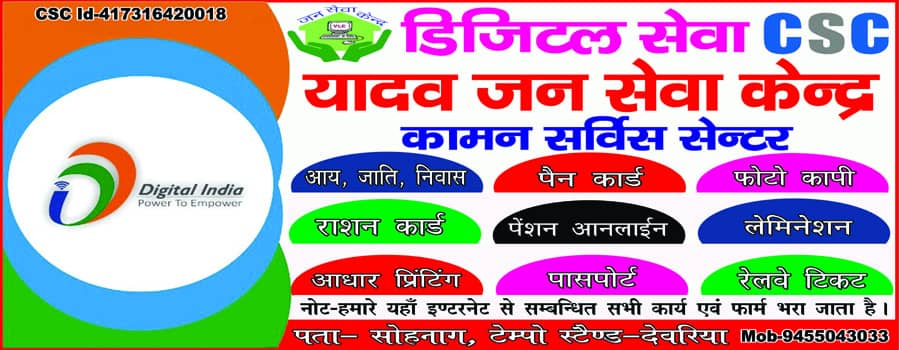 CSC Id-417316420018
जन सेवा केन्द्र
VLE
डिजिटल सेवा CSC
यादव जन सेवा केन्द्र
कामन सर्विस सेन्टर
Digital India
Power To Empower
आय, जाति, निवास
पैन कार्ड
फोटो कापी
राशन कार्ड
पेंशन आनलाईन
लेमिनेशन
आधार प्रिंटिंग
पासपोर्ट
रेलवे टिकट
नोट-हमारे यहाँ इण्टरनेट से सम्बन्धित सभी कार्य एवं फार्म भरा जाता है।
पता- सोहनाग, टेम्पो स्टैण्ड-देवरिया Mob-9455043033